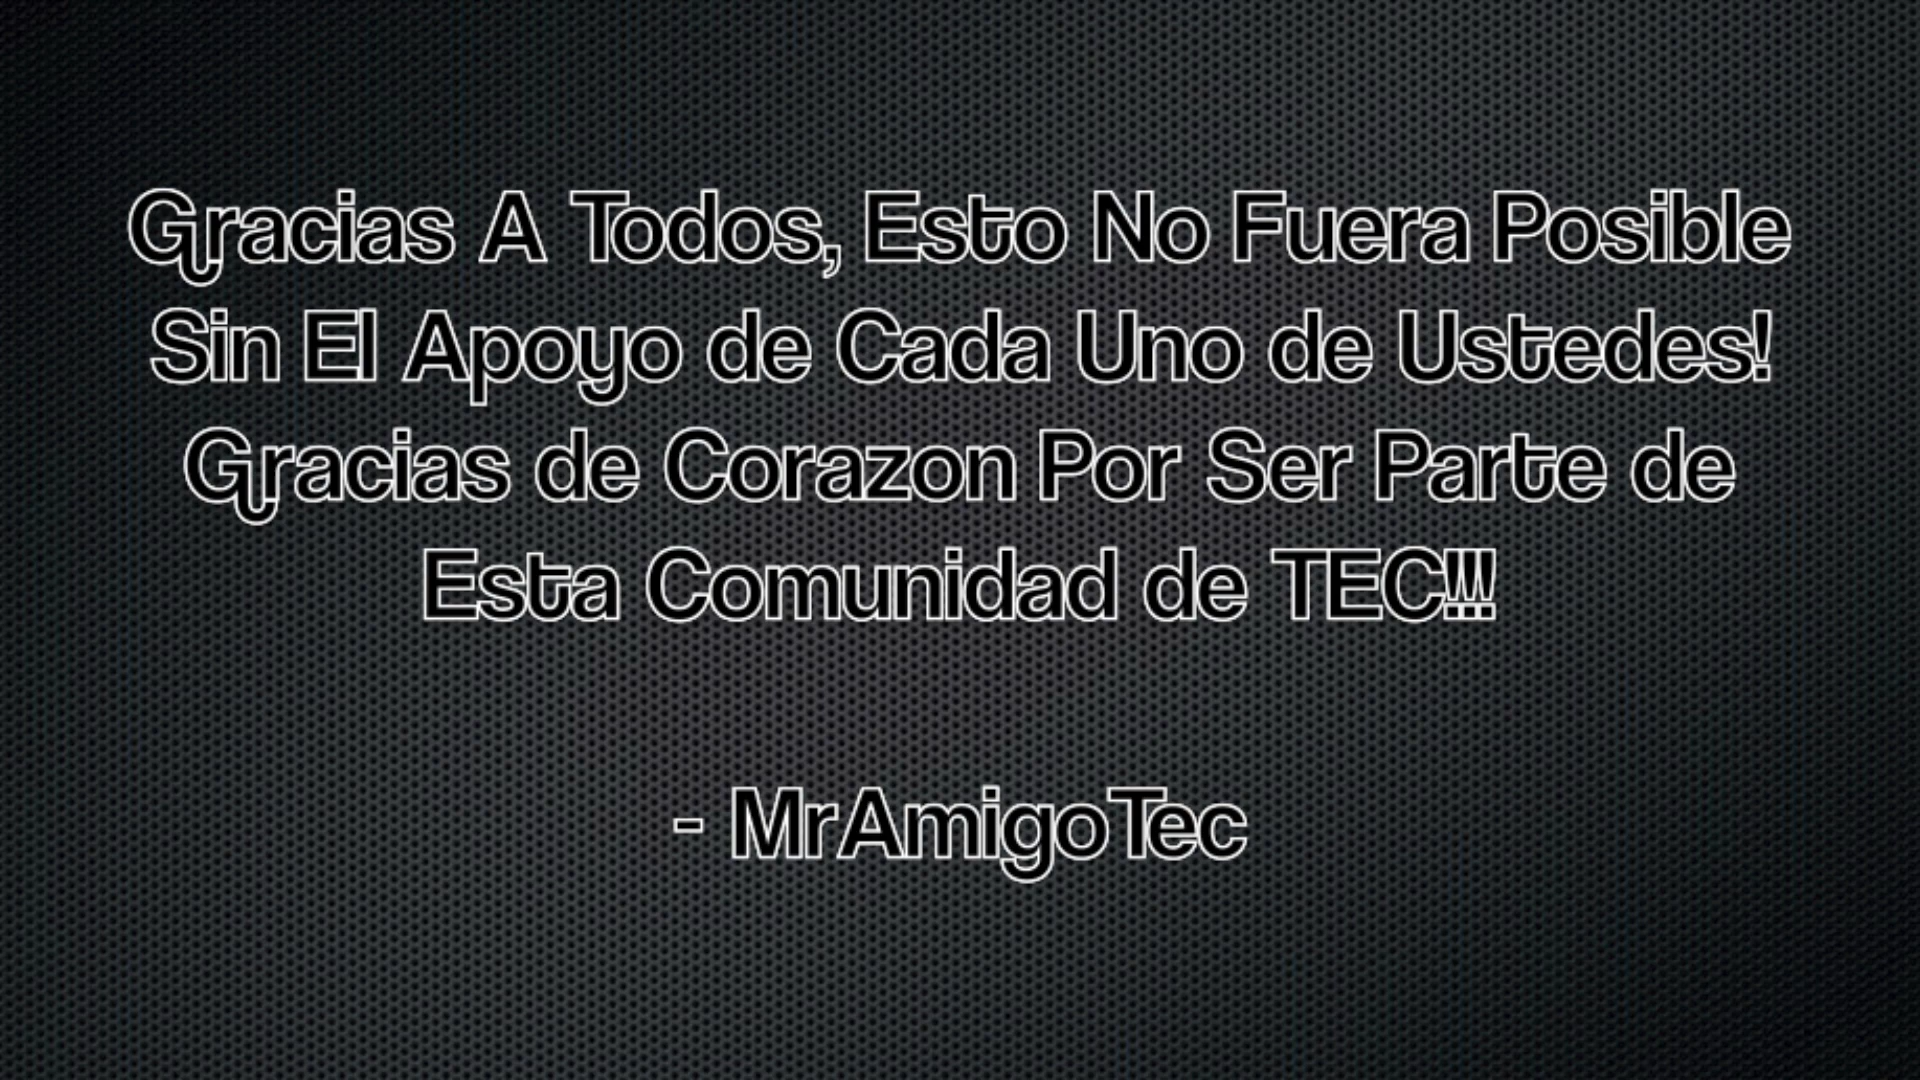 Gracias A Todos, Esto No Fuera Posible
Sin El Apoyo de Cada Uno de Ustedes!
Gracias de Corazon Por Ser Parte de
Esta Comunidad de TEC!!!
- MrAmigoTec